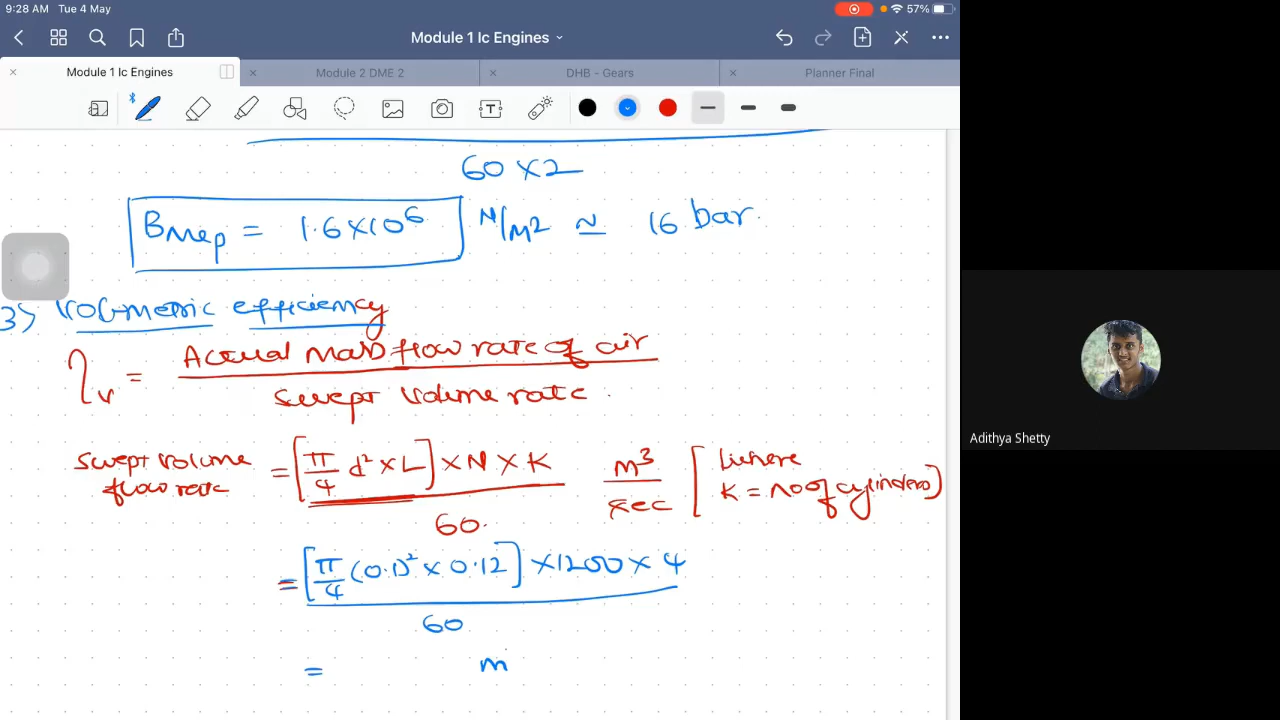 9:28 AM Tue 4 May
57%
Module 1 Ic Engines
Module 1 Ic Engines
Module 2 DME 2
DHB - Gears
Planner Final
60 × 2
Bmep = 1.6×10⁶ N/m2 ≃ 16 bar.
3) Volumetric efficiency
ηv = Actual mass flow rate of air
swept volume rate.
swept volume flow rate = [π/4 d² × L] × N × K / 60. m³/sec [where K = no of cylinders]
= [π/4 (0.1)² × 0.12] × 1200 × 4
60
= m
Adithya Shetty